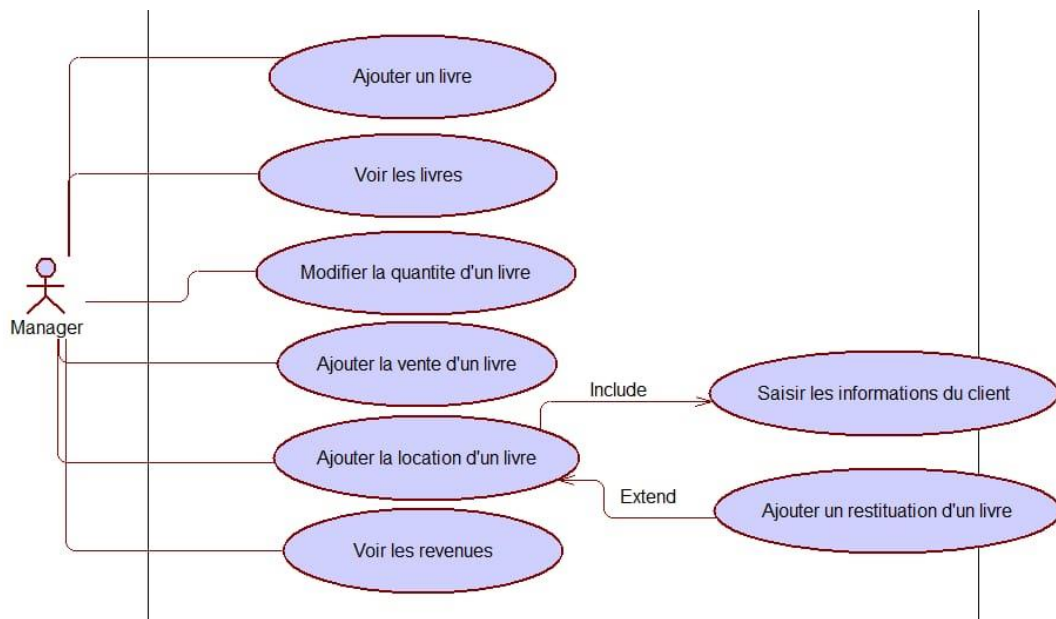 Ajouter un livre
Voir les livres
Modifier la quantite d'un livre
Manager
Ajouter la vente d'un livre
Include
Saisir les informations du client
Ajouter la location d'un livre
Extend
Ajouter un restituation d'un livre
Voir les revenues